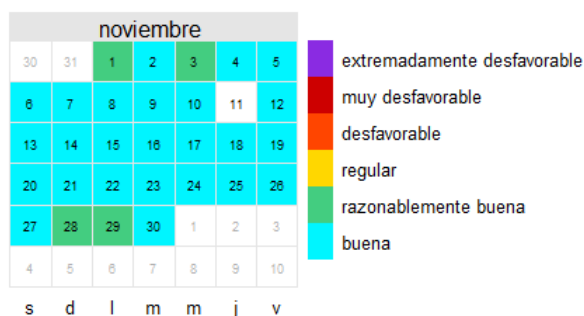 noviembre
30 31 1 2 3 4 5
6 7 8 9 10 11 12
13 14 15 16 17 18 19
20 21 22 23 24 25 26
27 28 29 30 1 2 3
4 5 6 7 8 9 10
s d l m m j v
extremadamente desfavorable
muy desfavorable
desfavorable
regular
razonablemente buena
buena